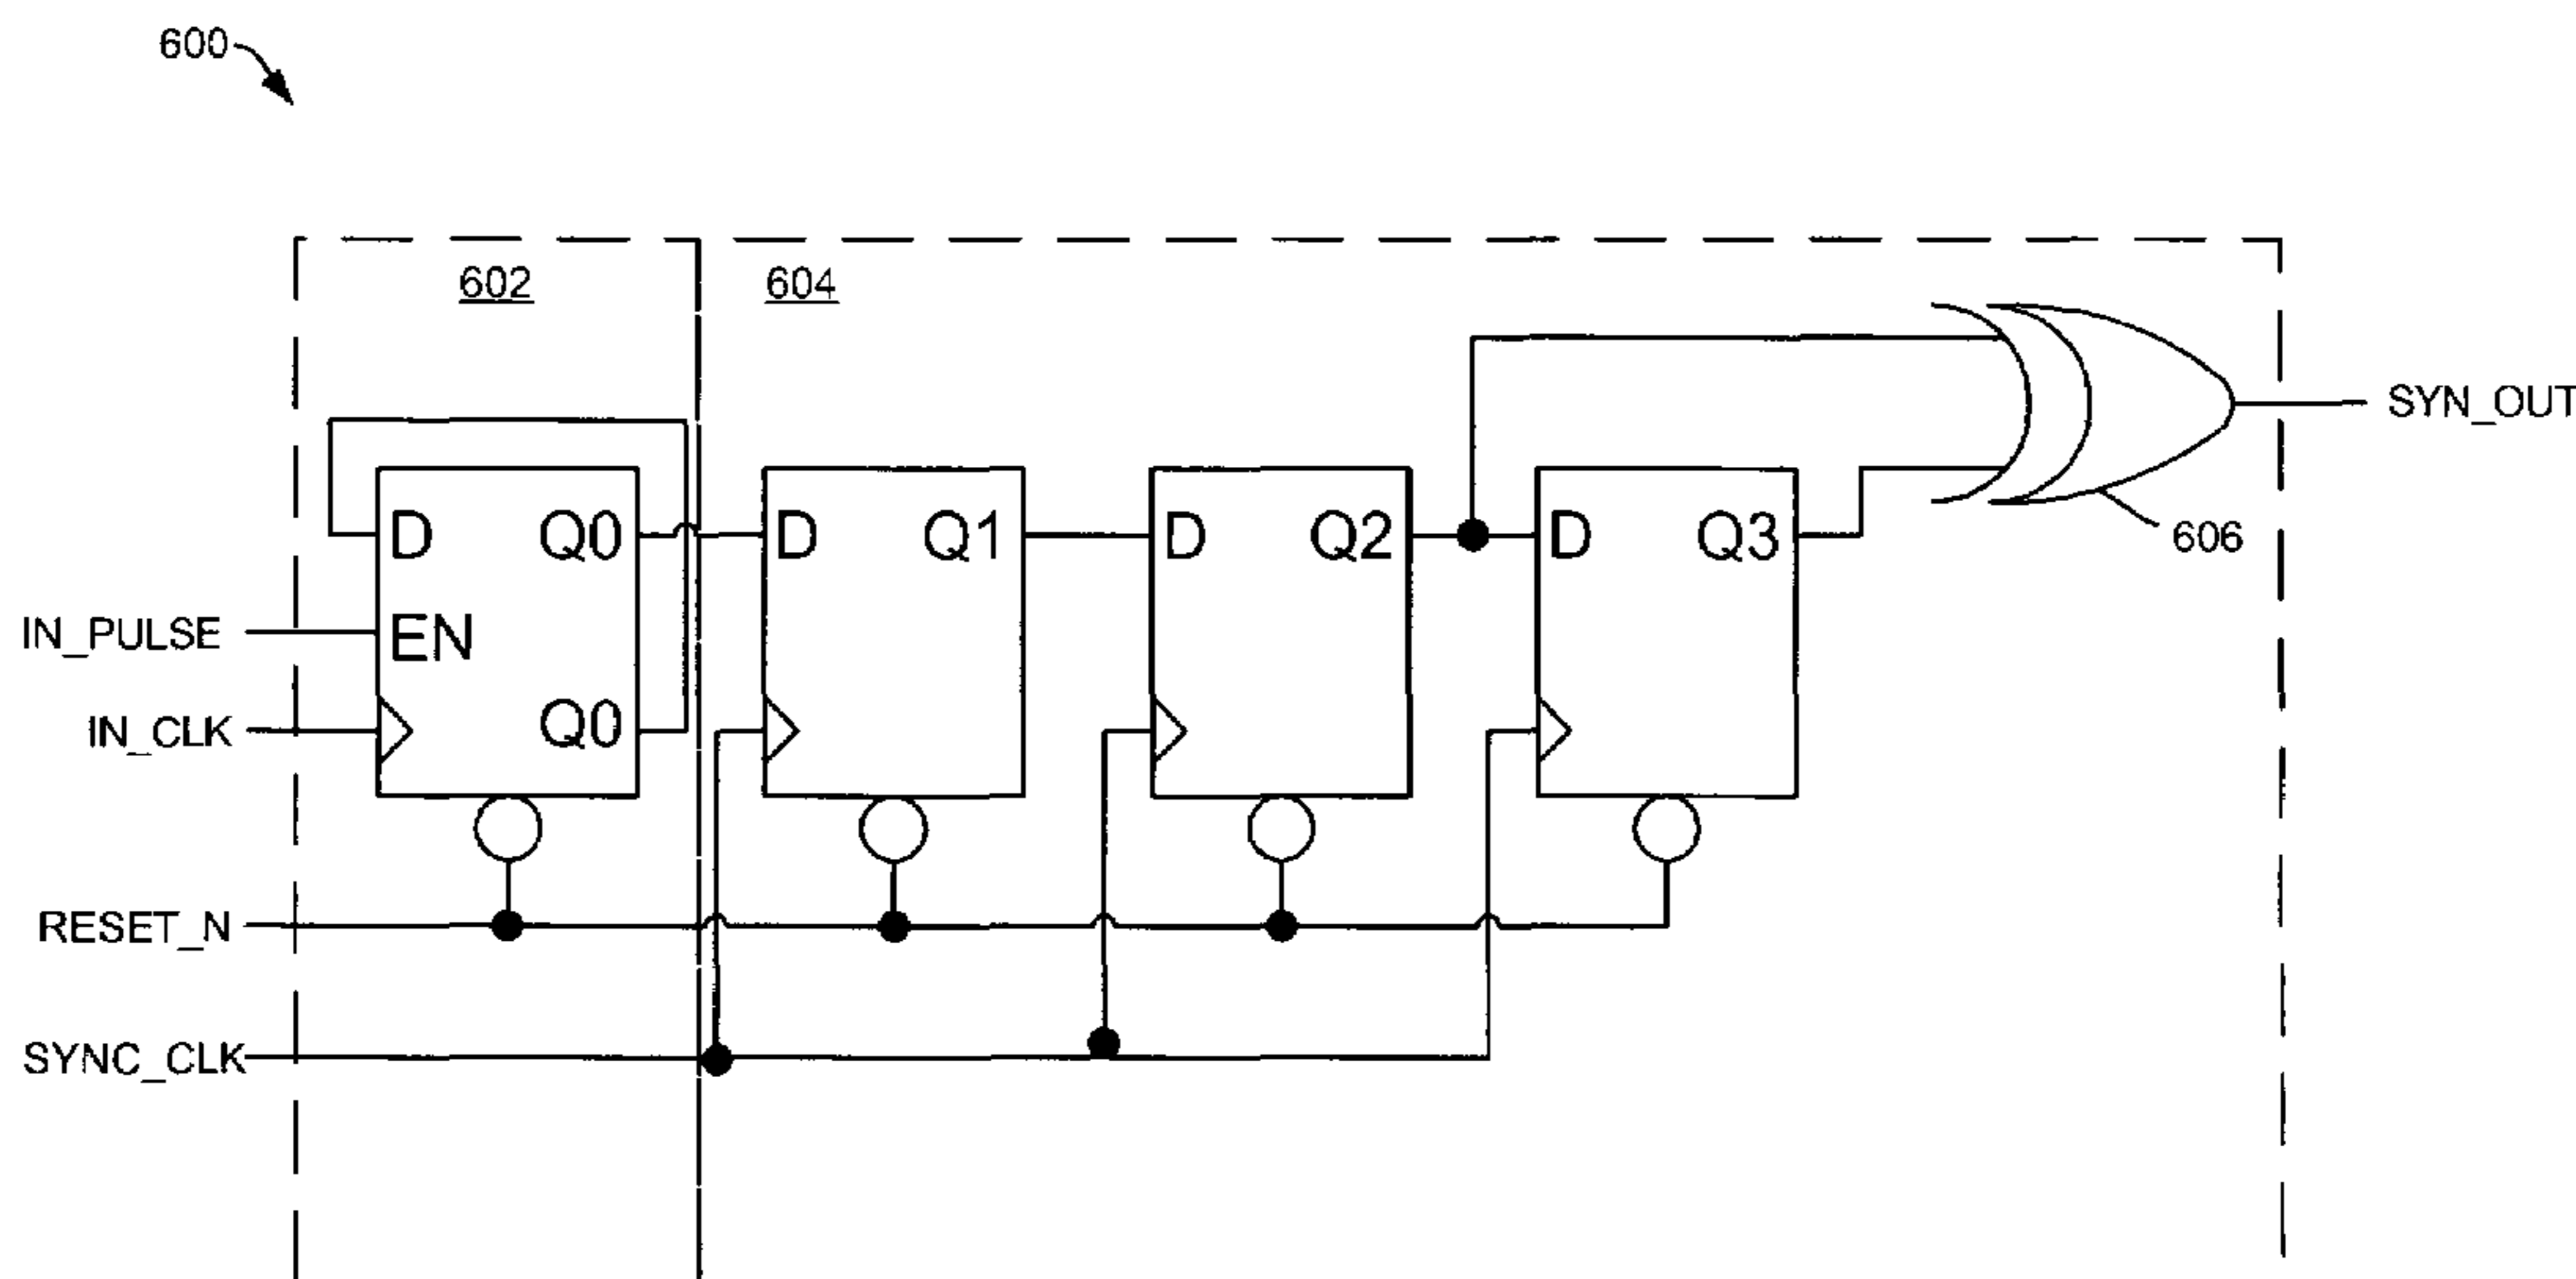 600
602
604
SYN_OUT
D
Q0
D
Q1
D
Q2
D
Q3
606
IN_PULSE
EN
IN_CLK
Q0
RESET_N
SYNC_CLK